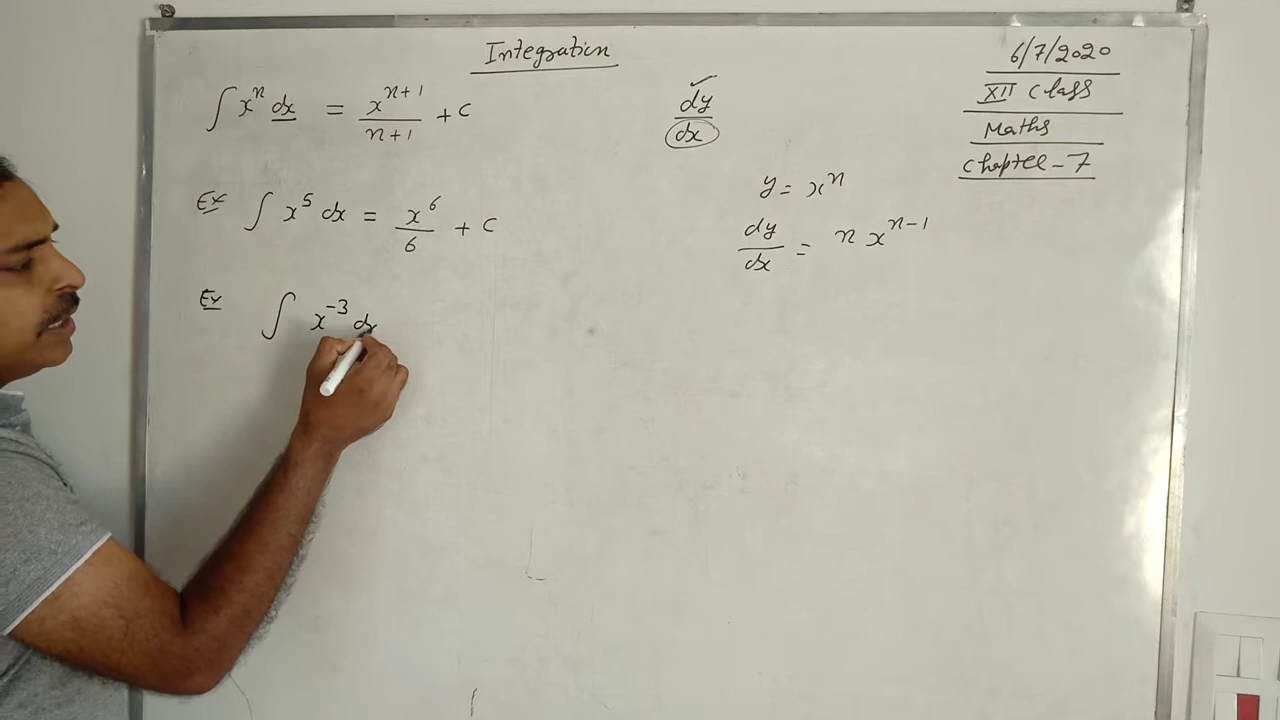 Integration
6/7/2020
XII Class
Maths
Chapter - 7
∫ xⁿ dx = xⁿ⁺¹/n+1 + C
dy/dx
y = xⁿ
dy/dx = n xⁿ⁻¹
Ex ∫ x⁵ dx = x⁶/6 + C
Ex ∫ x⁻³ dx